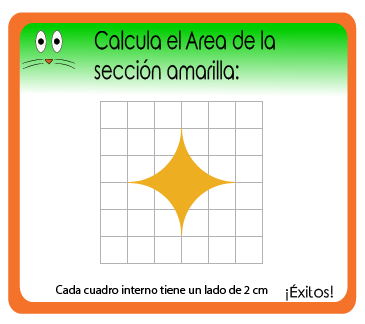 Calcula el Area de la
sección amarilla:
Cada cuadro interno tiene un lado de 2 cm
¡Éxitos!